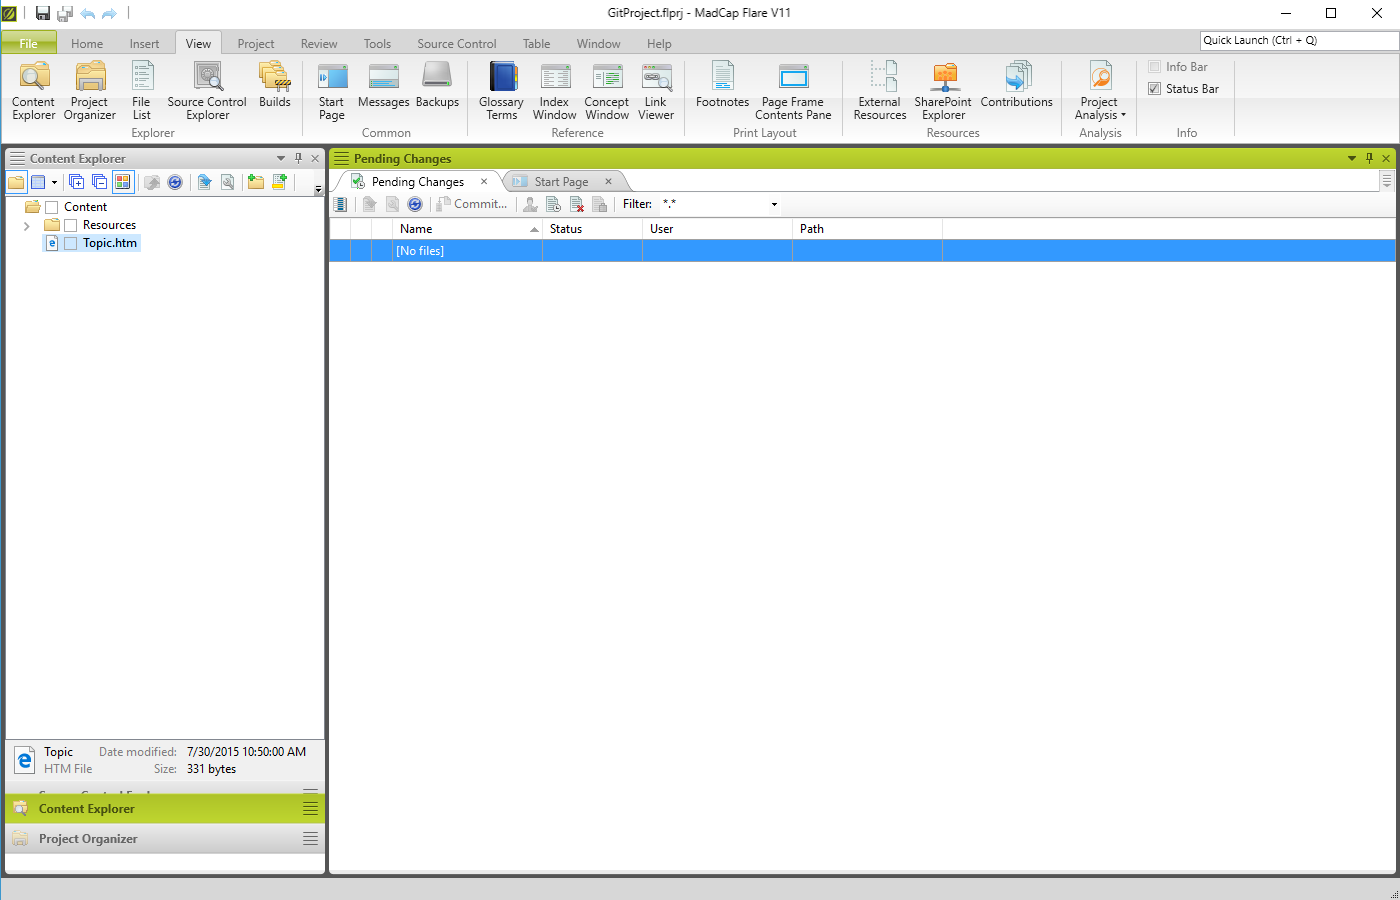 GitProject.flprj - MadCap Flare V11
File Home Insert View Project Review Tools Source Control Table Window Help
Quick Launch (Ctrl + Q)
Content Explorer
Project Organizer
File List
Source Control Explorer
Builds
Explorer
Start Page
Messages
Backups
Common
Glossary Terms
Index Window
Concept Window
Link Viewer
Reference
Footnotes
Page Frame Contents Pane
Print Layout
External Resources
SharePoint Explorer
Contributions
Resources
Project Analysis
Analysis
Info Bar
Status Bar
Info
Content Explorer
Content
Resources
Topic.htm
Topic Date modified: 7/30/2015 10:50:00 AM
HTM File Size: 331 bytes
Content Explorer
Project Organizer
Pending Changes
Pending Changes Start Page
Commit... Filter: *.*
Name Status User Path
[No files]